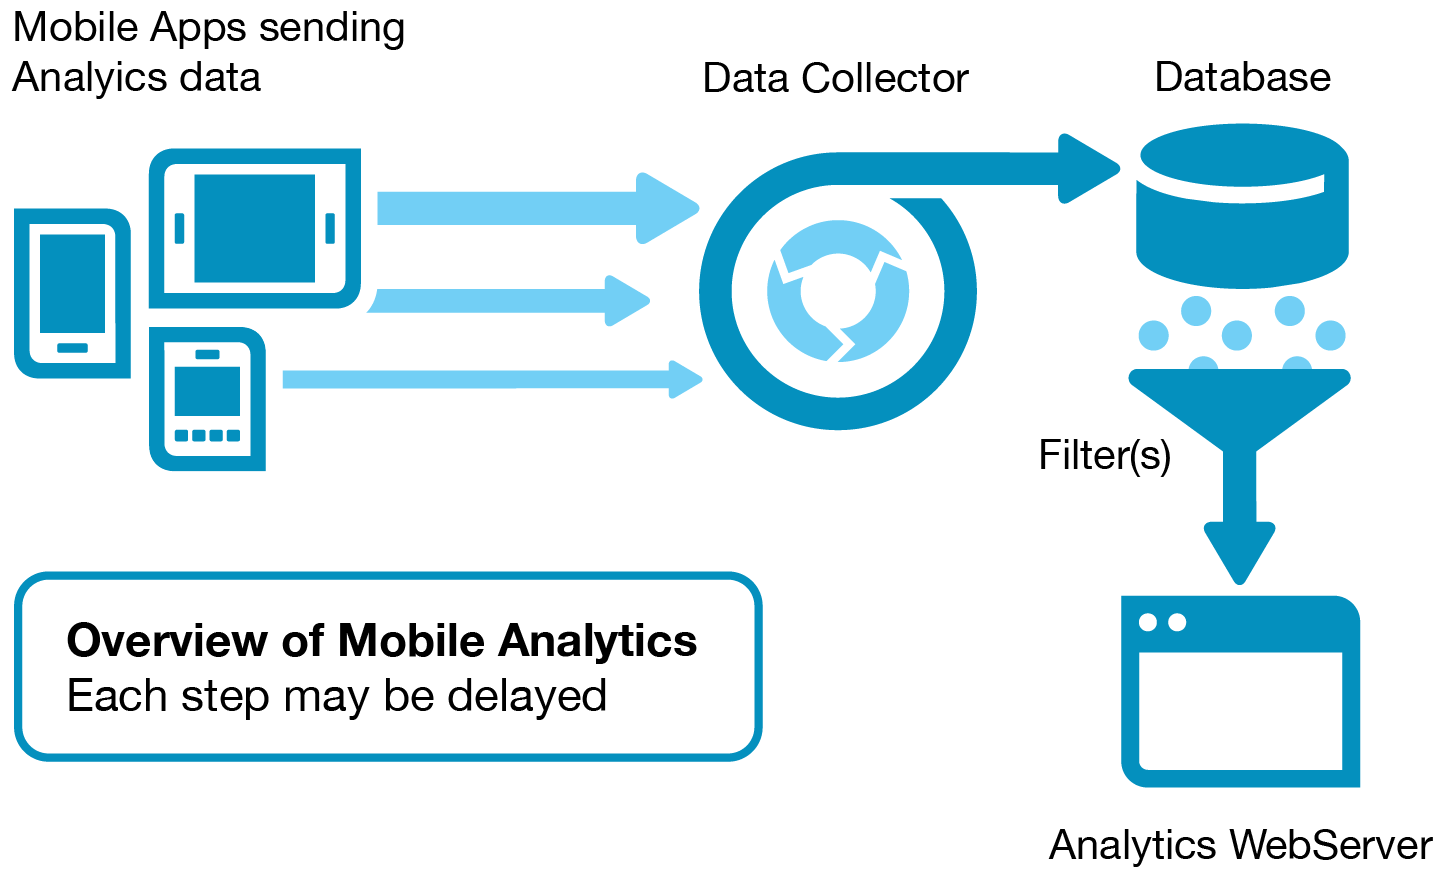 Mobile Apps sending
Analyics data
Data Collector
Database
Filter(s)
Overview of Mobile Analytics
Each step may be delayed
Analytics WebServer